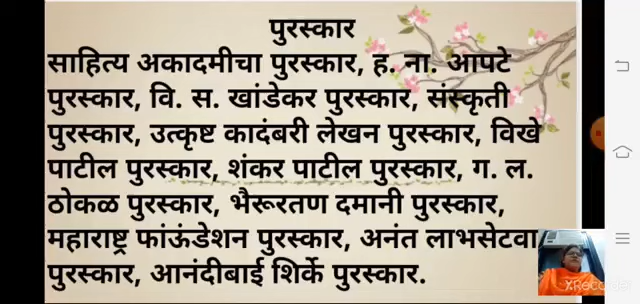 पुरस्कार
साहित्य अकादमीचा पुरस्कार, ह. ना. आपटे
पुरस्कार, वि. स. खांडेकर पुरस्कार, संस्कृती
पुरस्कार, उत्कृष्ट कादंबरी लेखन पुरस्कार, विखे
पाटील पुरस्कार, शंकर पाटील पुरस्कार, ग. ल.
ठोकळ पुरस्कार, भैरूरतण दमानी पुरस्कार,
महाराष्ट्र फांऊंडेशन पुरस्कार, अनंत लाभसेटवा
पुरस्कार, आनंदीबाई शिर्के पुरस्कार.
XRecorder